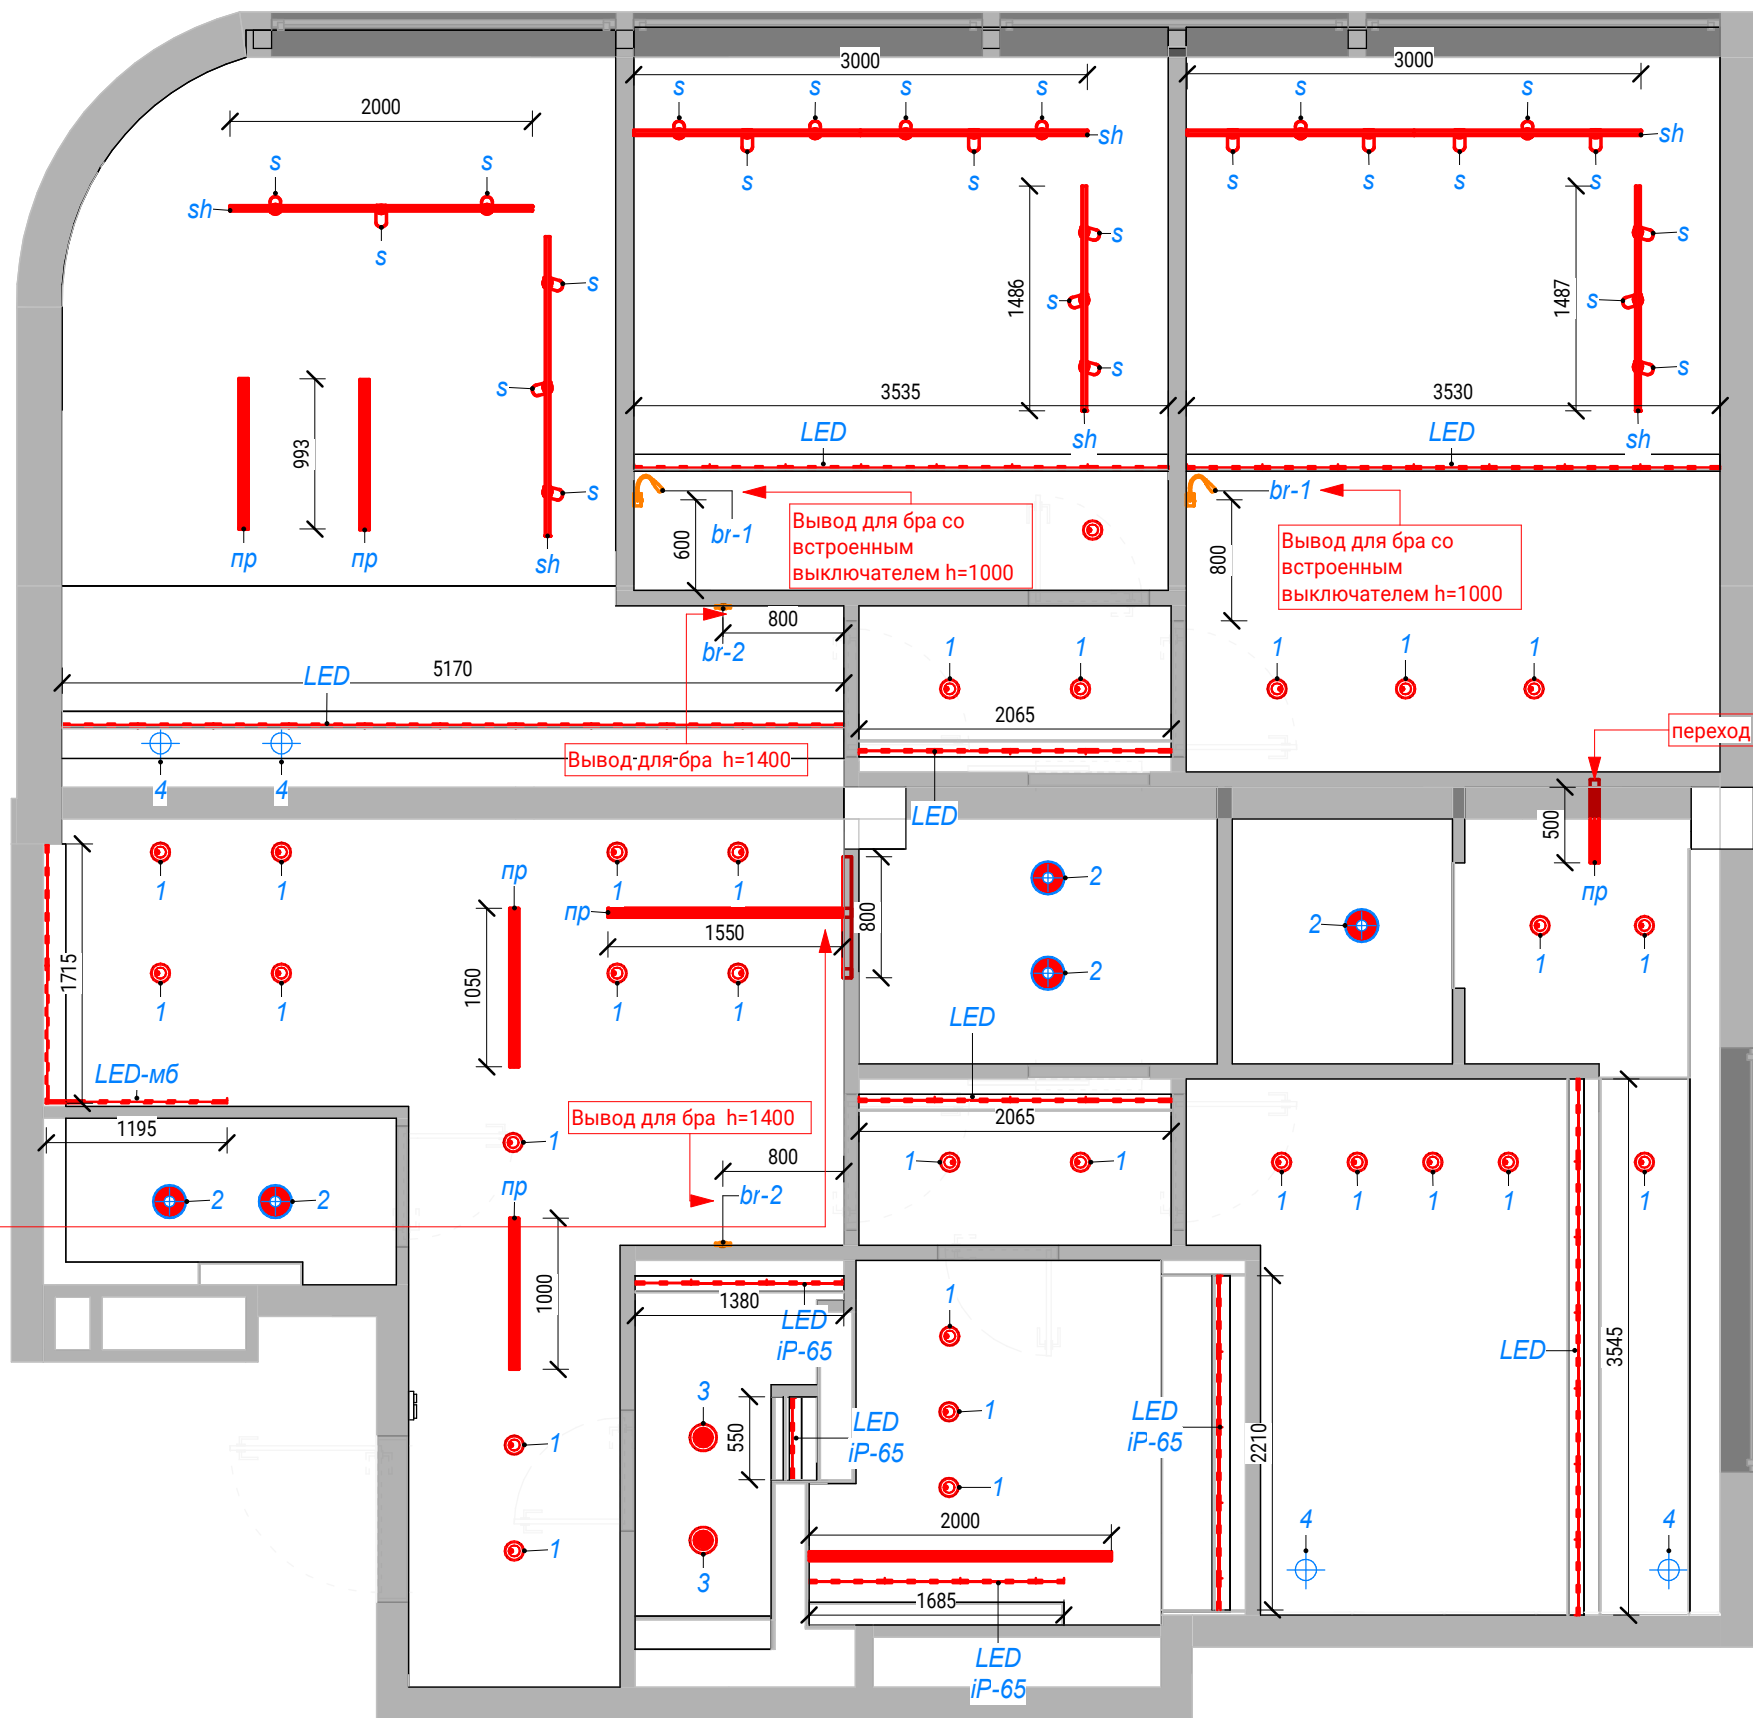 3000
3000
2000
s
s
s
s
s
s
sh
sh
s
s
s
s
s
s
s
s
sh
s
s
s
1486
s
1487
s
s
s
s
s
993
s
s
s
s
3535
3530
LED
LED
sh
sh
пр
пр
sh
br-1
br-1
600
800
Вывод для бра со
встроенным
выключателем h=1000
Вывод для бра со
встроенным
выключателем h=1000
800
br-2
1
1
1
1
1
LED
5170
2065
переход
Вывод для бра h=1400
4
4
LED
500
1
1
1
1
пр
пр
800
1550
2
2
2
пр
1
1
1715
1050
1
1
1
1
LED
LED-мб
1195
Вывод для бра h=1400
2065
800
1
1
1
2
2
пр
br-2
1
1
1
1
1
1000
1380
LED
iP-65
1
LED
3545
3
550
1
LED
iP-65
LED
iP-65
2210
1
1
2000
4
4
1
3
1685
LED
iP-65